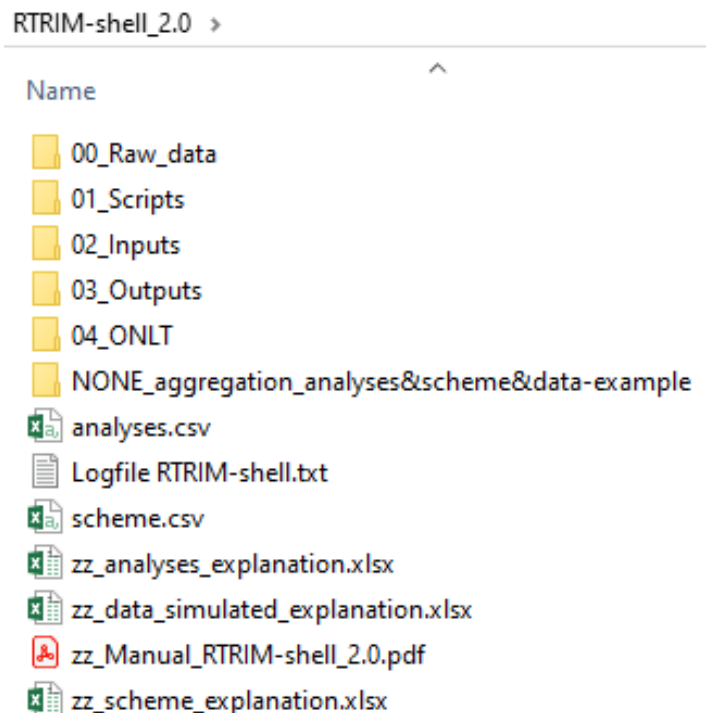 RTRIM-shell_2.0
Name
00_Raw_data
01_Scripts
02_Inputs
03_Outputs
04_ONLT
NONE_aggregation_analyses&scheme&data-example
analyses.csv
Logfile RTRIM-shell.txt
scheme.csv
zz_analyses_explanation.xlsx
zz_data_simulated_explanation.xlsx
zz_Manual_RTRIM-shell_2.0.pdf
zz_scheme_explanation.xlsx